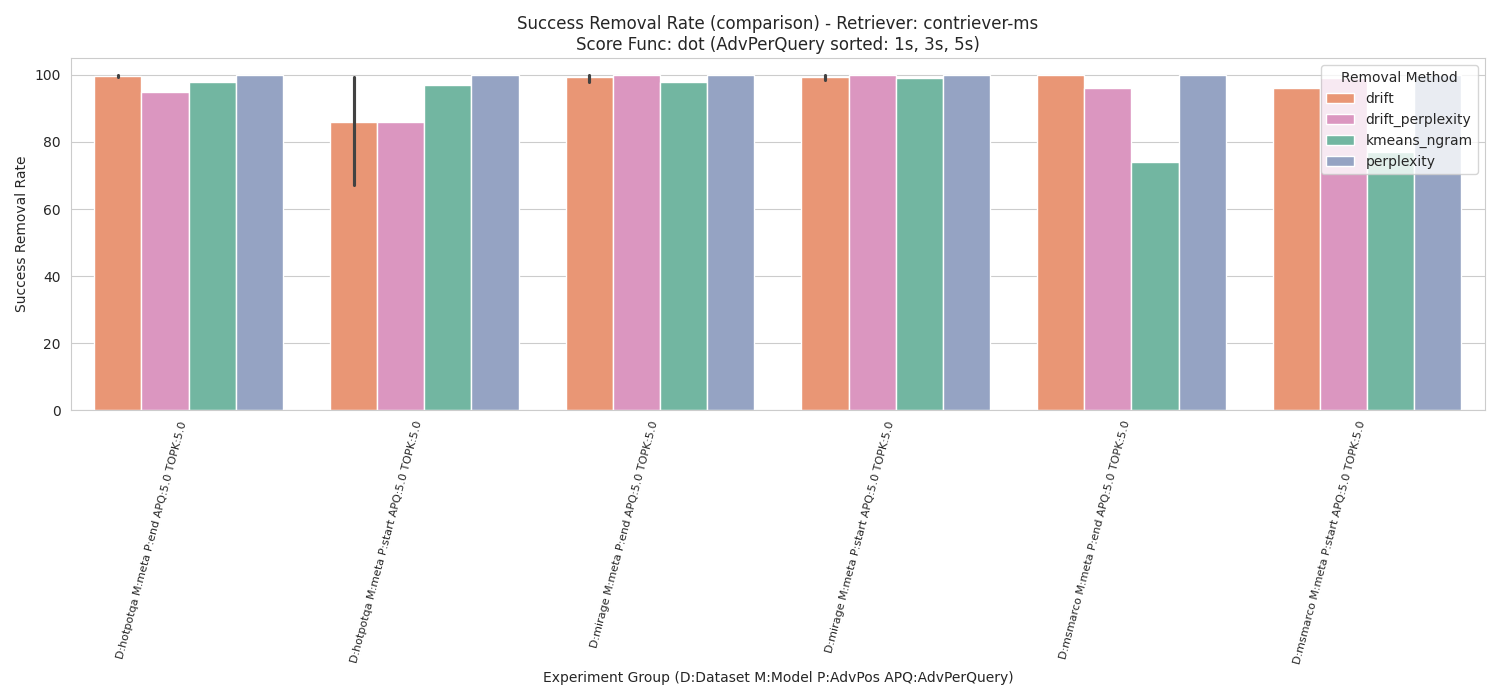 Success Removal Rate (comparison) - Retriever: contriever-ms
Score Func: dot (AdvPerQuery sorted: 1s, 3s, 5s)
Success Removal Rate
100
80
60
40
20
0
Removal Method
drift
drift_perplexity
kmeans_ngram
perplexity
D:hotpotqa M:meta P:end APQ:5.0 TOPK:5.0
D:hotpotqa M:meta P:start APQ:5.0 TOPK:5.0
D:mirage M:meta P:end APQ:5.0 TOPK:5.0
D:mirage M:meta P:start APQ:5.0 TOPK:5.0
D:msmarco M:meta P:end APQ:5.0 TOPK:5.0
D:msmarco M:meta P:start APQ:5.0 TOPK:5.0
Experiment Group (D:Dataset M:Model P:AdvPos APQ:AdvPerQuery)